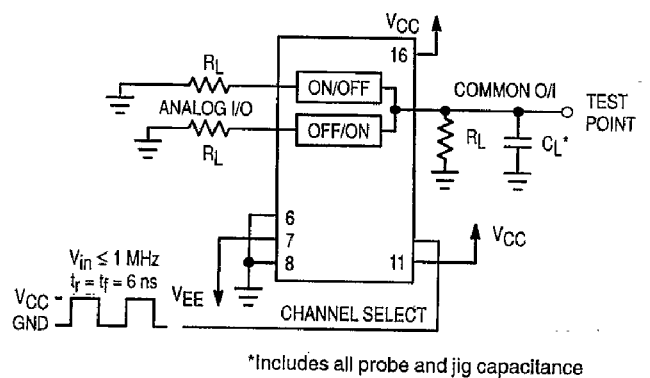 VCC
16
RL
ON/OFF
COMMON O/I
ANALOG I/O
TEST
POINT
OFF/ON
RL
RL
CL*
6
7
8
11
VCC
Vin ≤ 1 MHz
tr = tf = 6 ns
VCC
GND
VEE
CHANNEL SELECT
*Includes all probe and jig capacitance